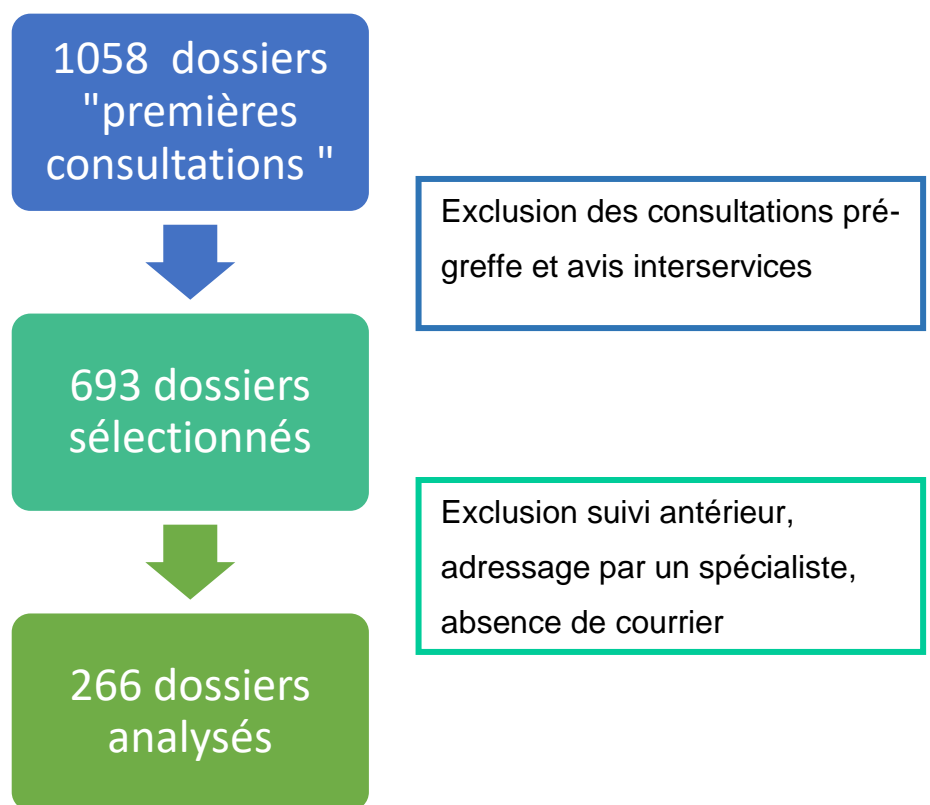 1058 dossiers
"premières
consultations "
Exclusion des consultations pré-
greffe et avis interservices
693 dossiers
sélectionnés
Exclusion suivi antérieur,
adressage par un spécialiste,
absence de courrier
266 dossiers
analysés